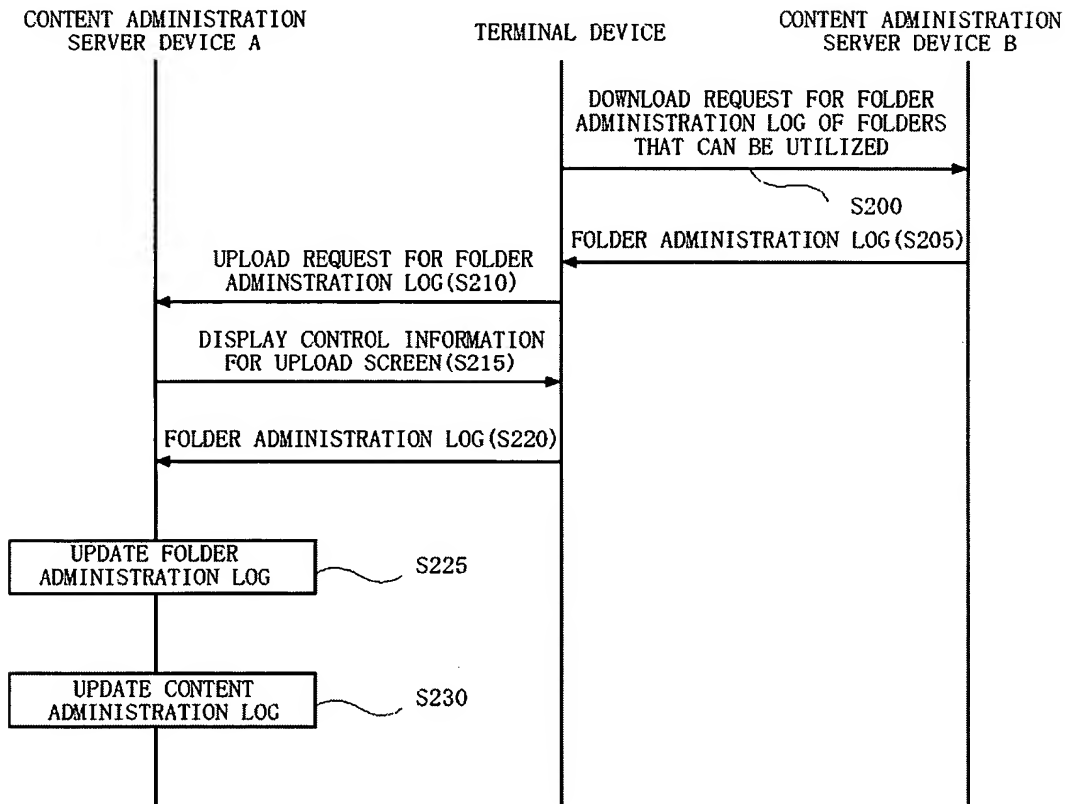 CONTENT ADMINISTRATION
SERVER DEVICE A
TERMINAL DEVICE
CONTENT ADMINISTRATION
SERVER DEVICE B
DOWNLOAD REQUEST FOR FOLDER
ADMINISTRATION LOG OF FOLDERS
THAT CAN BE UTILIZED
S200
FOLDER ADMINISTRATION LOG(S205)
UPLOAD REQUEST FOR FOLDER
ADMINSTRATION LOG(S210)
DISPLAY CONTROL INFORMATION
FOR UPLOAD SCREEN(S215)
FOLDER ADMINISTRATION LOG(S220)
UPDATE FOLDER
ADMINISTRATION LOG
S225
UPDATE CONTENT
ADMINISTRATION LOG
S230